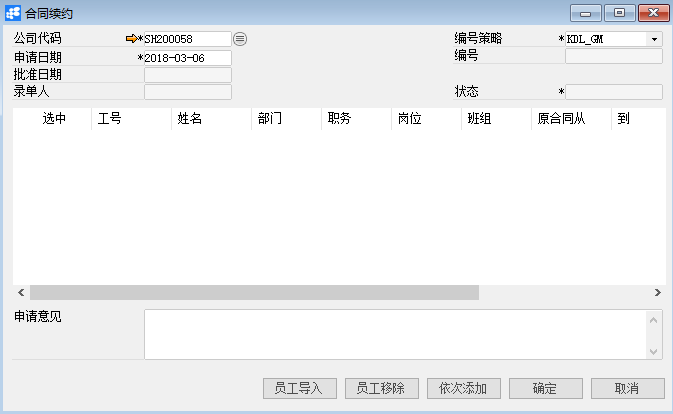 合同续约
公司代码 *SH200058 编号策略 *KDL_GM
申请日期 *2018-03-06 编号
批准日期
录单人 状态 *
选中 工号 姓名 部门 职务 岗位 班组 原合同从 到
申请意见
员工导入 员工移除 依次添加 确定 取消